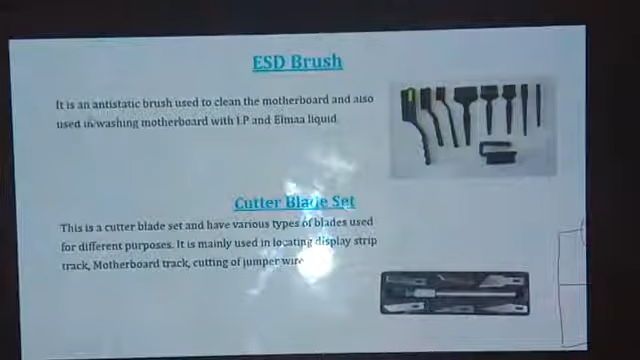 ESD Brush
It is an antistatic brush used to clean the motherboard and also
used in washing motherboard with I.P and Elmaa liquid
Cutter Blade Set
This is a cutter blade set and have various types of blades used
for different purposes. It is mainly used in locating display strip
track, Motherboard track, cutting of jumper wire